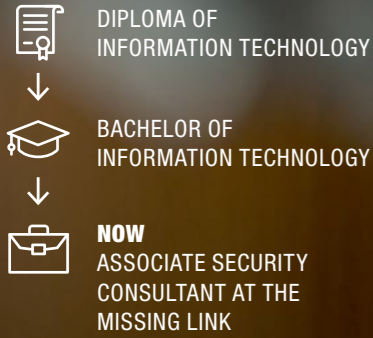 DIPLOMA OF
INFORMATION TECHNOLOGY
BACHELOR OF
INFORMATION TECHNOLOGY
NOW
ASSOCIATE SECURITY
CONSULTANT AT THE
MISSING LINK